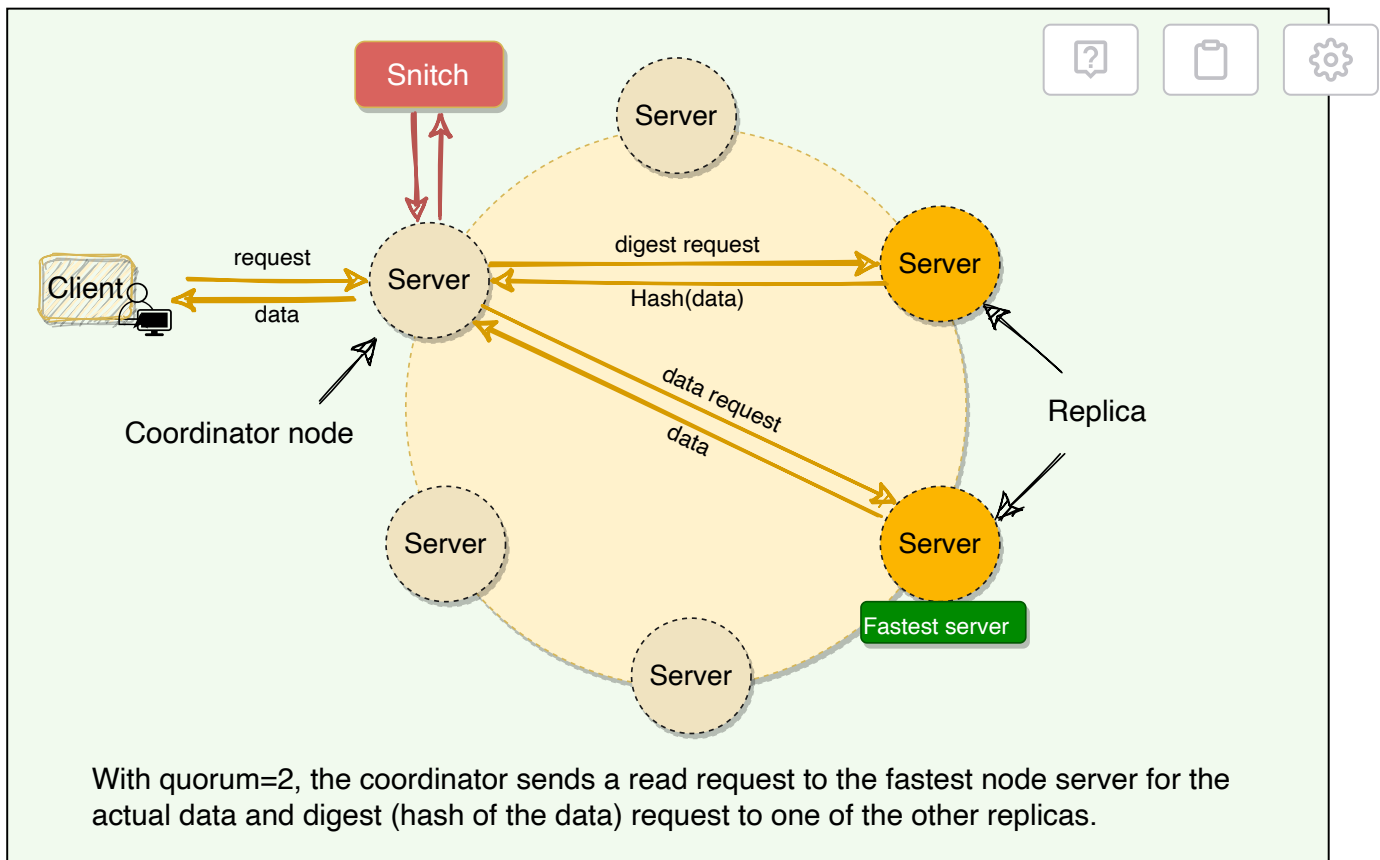 Snitch
Server
Server
digest request
Server
request
Client
Hash(data)
data
data request
Replica
Coordinator node
data
Server
Server
Fastest server
Server
With quorum=2, the coordinator sends a read request to the fastest node server for the
actual data and digest (hash of the data) request to one of the other replicas.